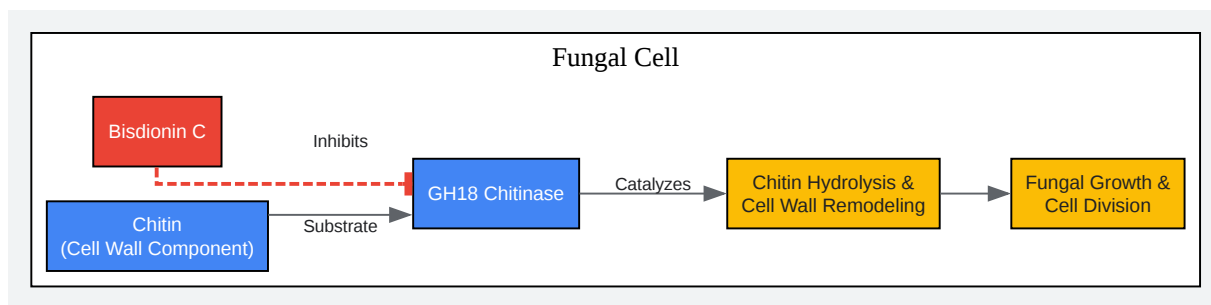 Fungal Cell
Bisdionin C
Inhibits
GH18 Chitinase
Chitin
(Cell Wall Component)
Substrate
Catalyzes
Chitin Hydrolysis &
Cell Wall Remodeling
Fungal Growth &
Cell Division